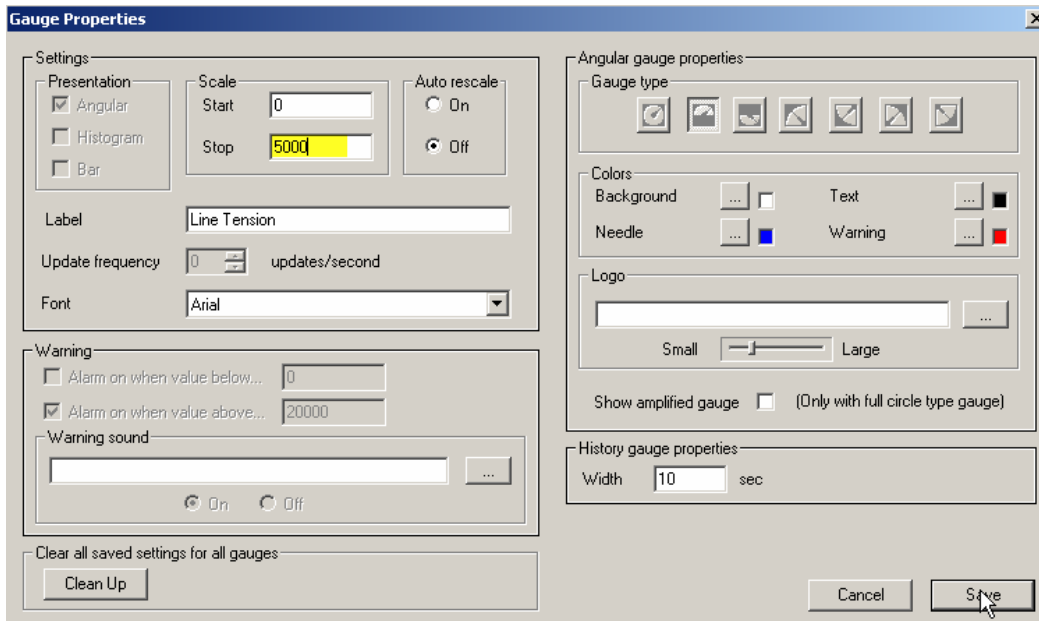 Gauge Properties
Settings
Presentation
Angular
Histogram
Bar
Scale
Start 0
Stop 5000
Auto rescale
On
Off
Label Line Tension
Update frequency 0 updates/second
Font Arial
Warning
Alarm on when value below... 0
Alarm on when value above... 20000
Warning sound
...
On Off
Clear all saved settings for all gauges
Clean Up
Angular gauge properties
Gauge type
Colors
Background ... Text ...
Needle ... Warning ...
Logo
...
Small Large
Show amplified gauge (Only with full circle type gauge)
History gauge properties
Width 10 sec
Cancel Save